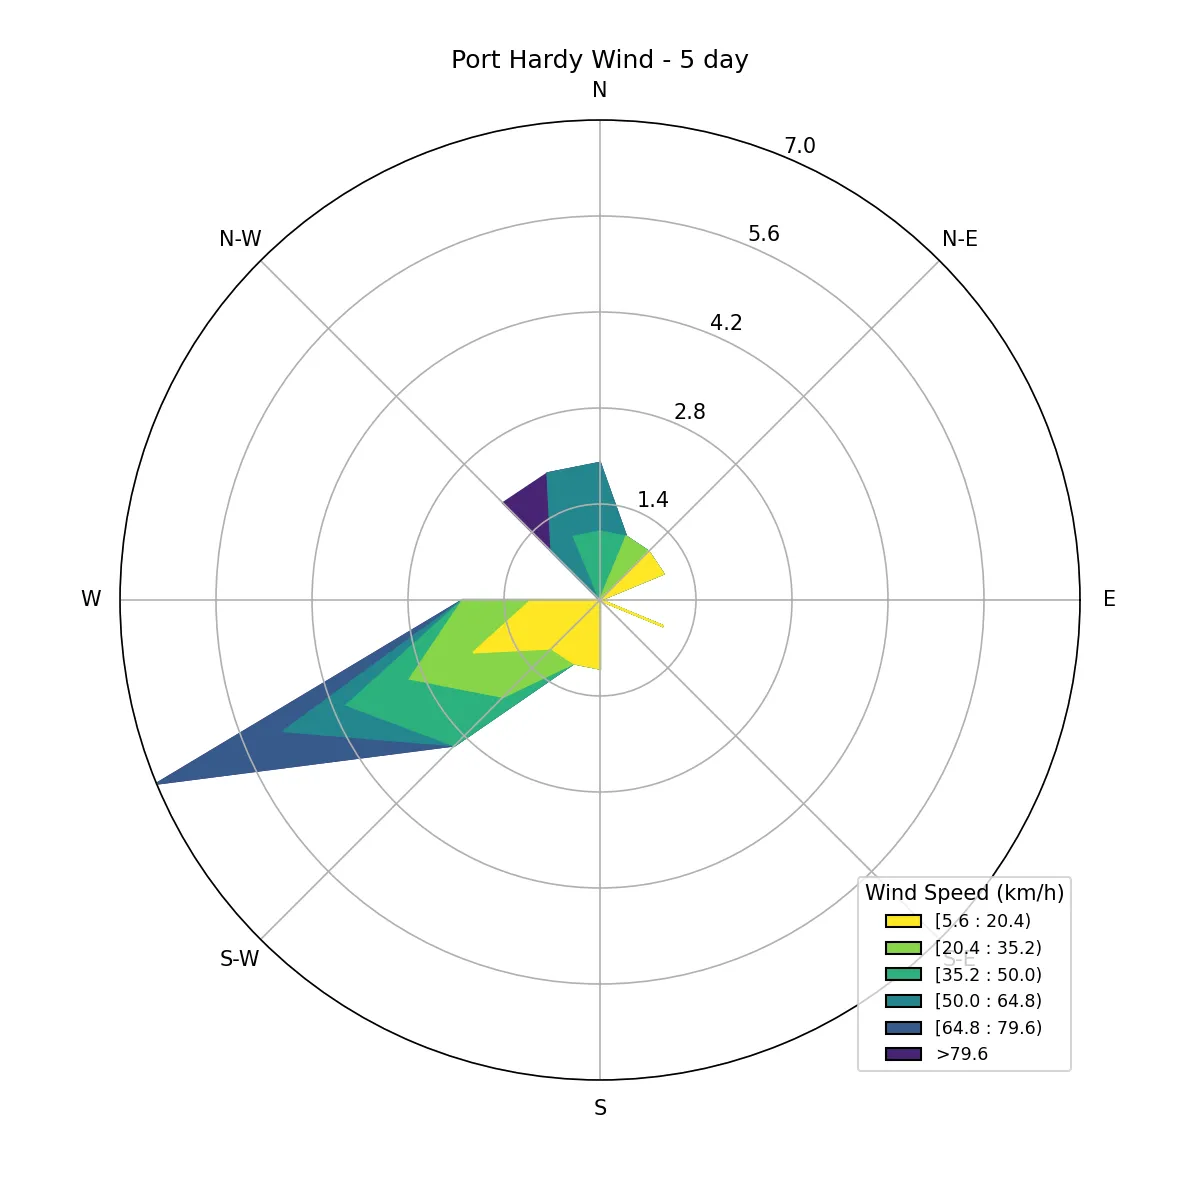 Port Hardy Wind - 5 day
N
7.0
N-W
N-E
5.6
4.2
2.8
1.4
W
E
S-W
S-E
S
Wind Speed (km/h)
[5.6 : 20.4)
[20.4 : 35.2)
[35.2 : 50.0)
[50.0 : 64.8)
[64.8 : 79.6)
>79.6